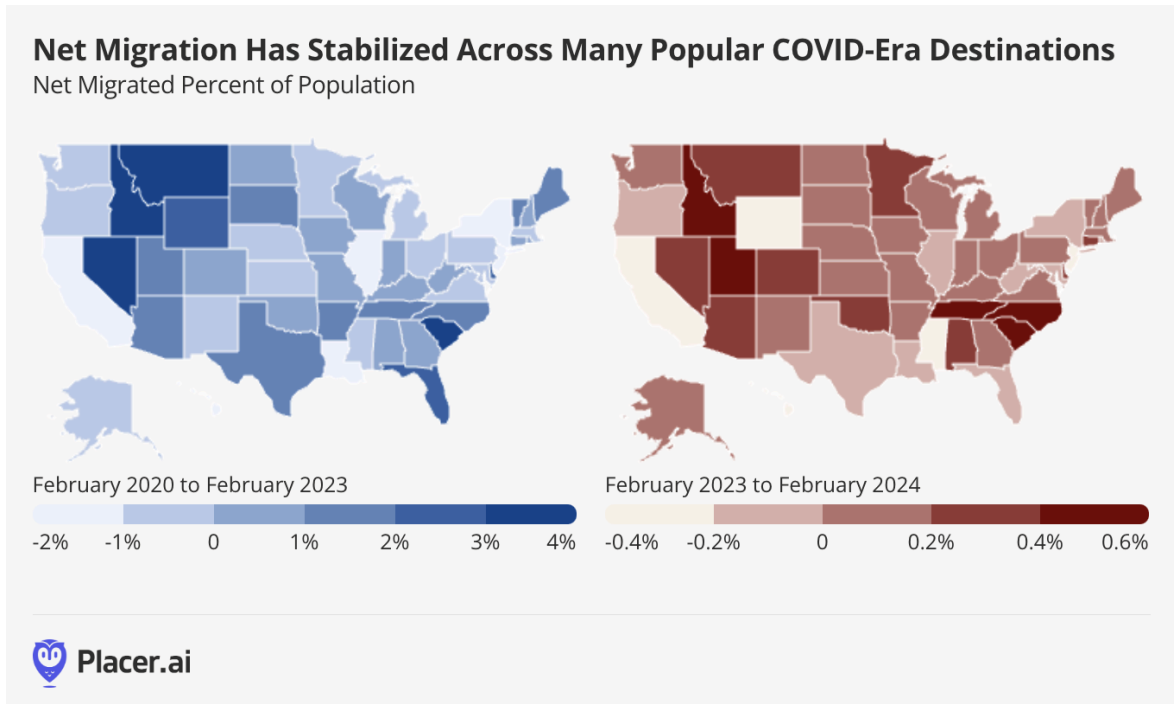 Net Migration Has Stabilized Across Many Popular COVID-Era Destinations
Net Migrated Percent of Population
February 2020 to February 2023
-2% -1% 0 1% 2% 3% 4%
February 2023 to February 2024
-0.4% -0.2% 0 0.2% 0.4% 0.6%
Placer.ai